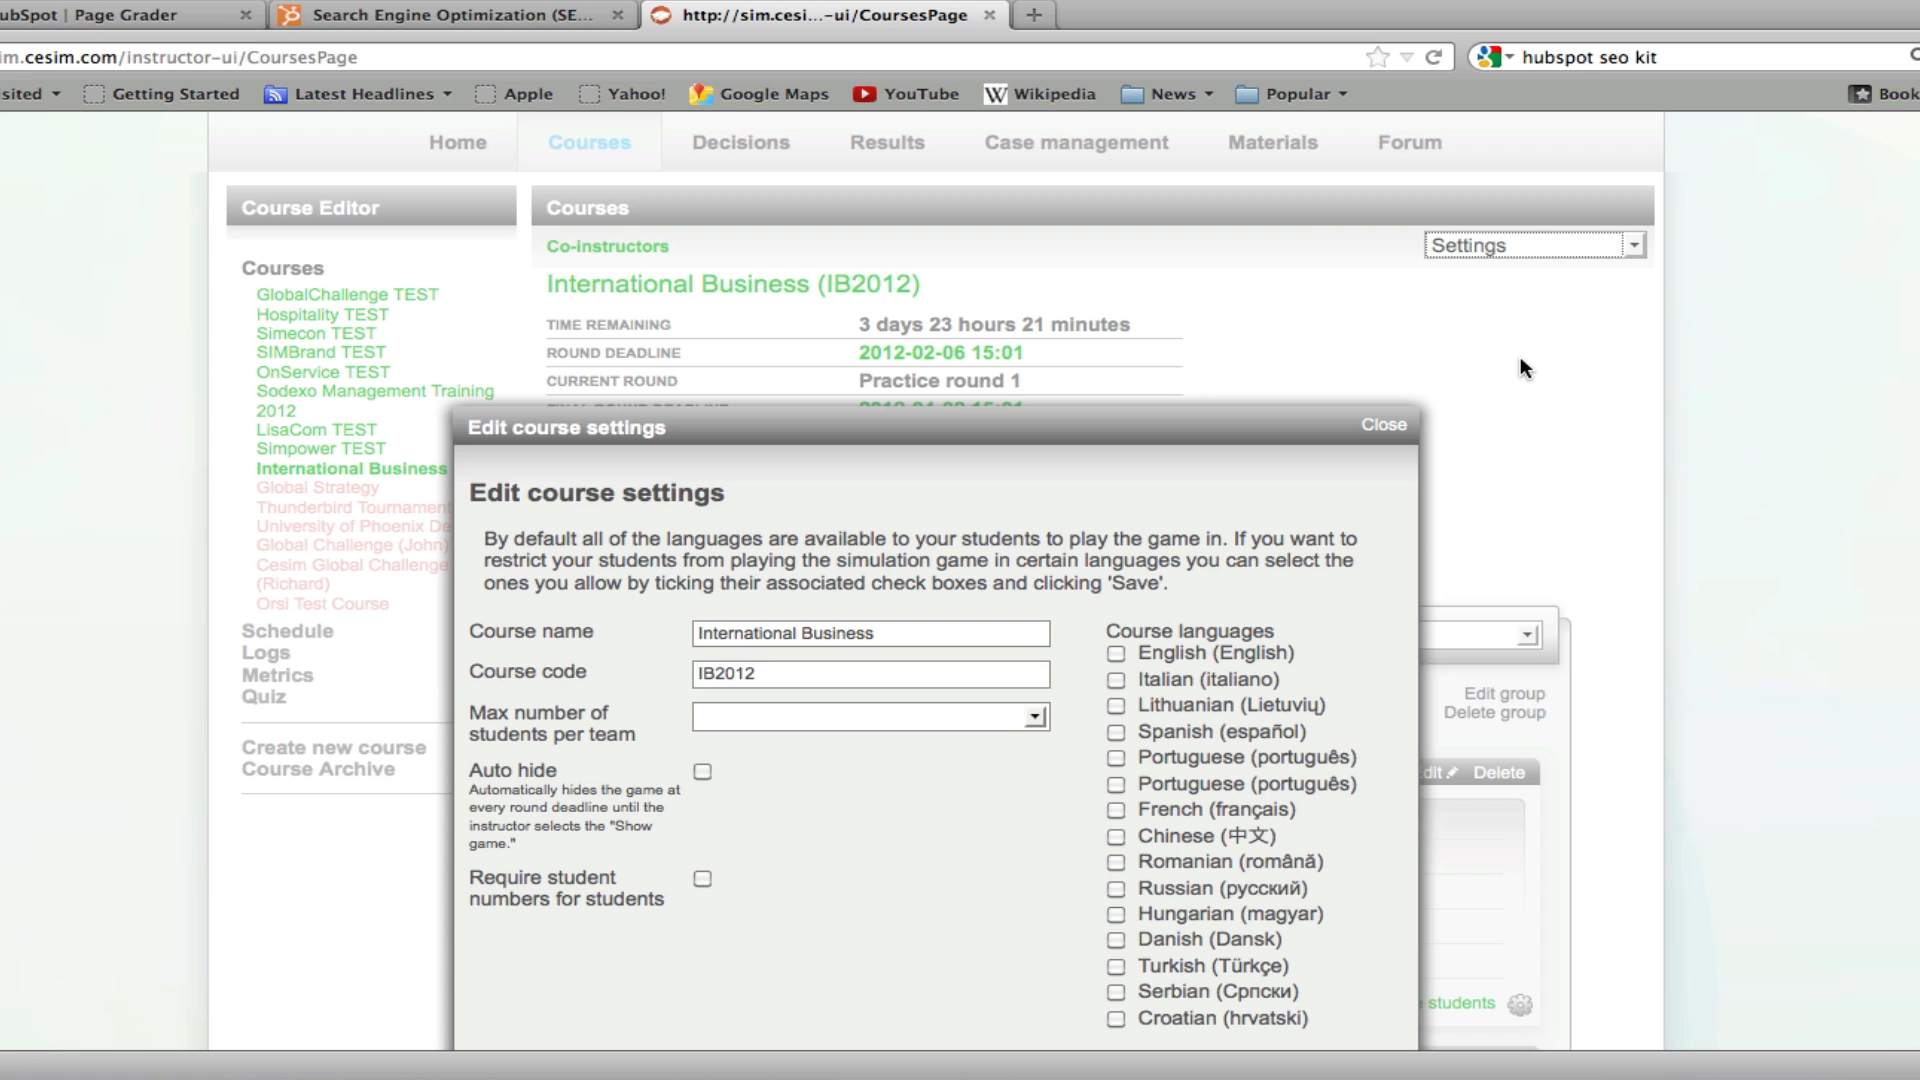 ubSpot | Page Grader
Search Engine Optimization (SE...
http://sim.cesi...-ui/CoursesPage
im.cesim.com/instructor-ui/CoursesPage
hubspot seo kit
sited
Getting Started
Latest Headlines
Apple
Yahoo!
Google Maps
YouTube
Wikipedia
News
Popular
Book
Home
Courses
Decisions
Results
Case management
Materials
Forum
Course Editor
Courses
GlobalChallenge TEST
Hospitality TEST
Simecon TEST
SIMBrand TEST
OnService TEST
Sodexo Management Training
2012
LisaCom TEST
Simpower TEST
International Business
Global Strategy
Thunderbird Tournament
University of Phoenix De
Global Challenge (John)
Cesim Global Challenge
(Richard)
Orsi Test Course
Schedule
Logs
Metrics
Quiz
Create new course
Course Archive
Courses
Co-instructors
Settings
International Business (IB2012)
TIME REMAINING
3 days 23 hours 21 minutes
ROUND DEADLINE
2012-02-06 15:01
CURRENT ROUND
Practice round 1
Edit course settings
Close
Edit course settings
By default all of the languages are available to your students to play the game in. If you want to
restrict your students from playing the simulation game in certain languages you can select the
ones you allow by ticking their associated check boxes and clicking 'Save'.
Course name
International Business
Course code
IB2012
Max number of
students per team
Auto hide
Automatically hides the game at
every round deadline until the
instructor selects the "Show
game."
Require student
numbers for students
Course languages
English (English)
Italian (italiano)
Lithuanian (Lietuvių)
Spanish (español)
Portuguese (português)
Portuguese (português)
French (français)
Chinese (中文)
Romanian (română)
Russian (русский)
Hungarian (magyar)
Danish (Dansk)
Turkish (Türkçe)
Serbian (Српски)
Croatian (hrvatski)
Edit group
Delete group
dit
Delete
students